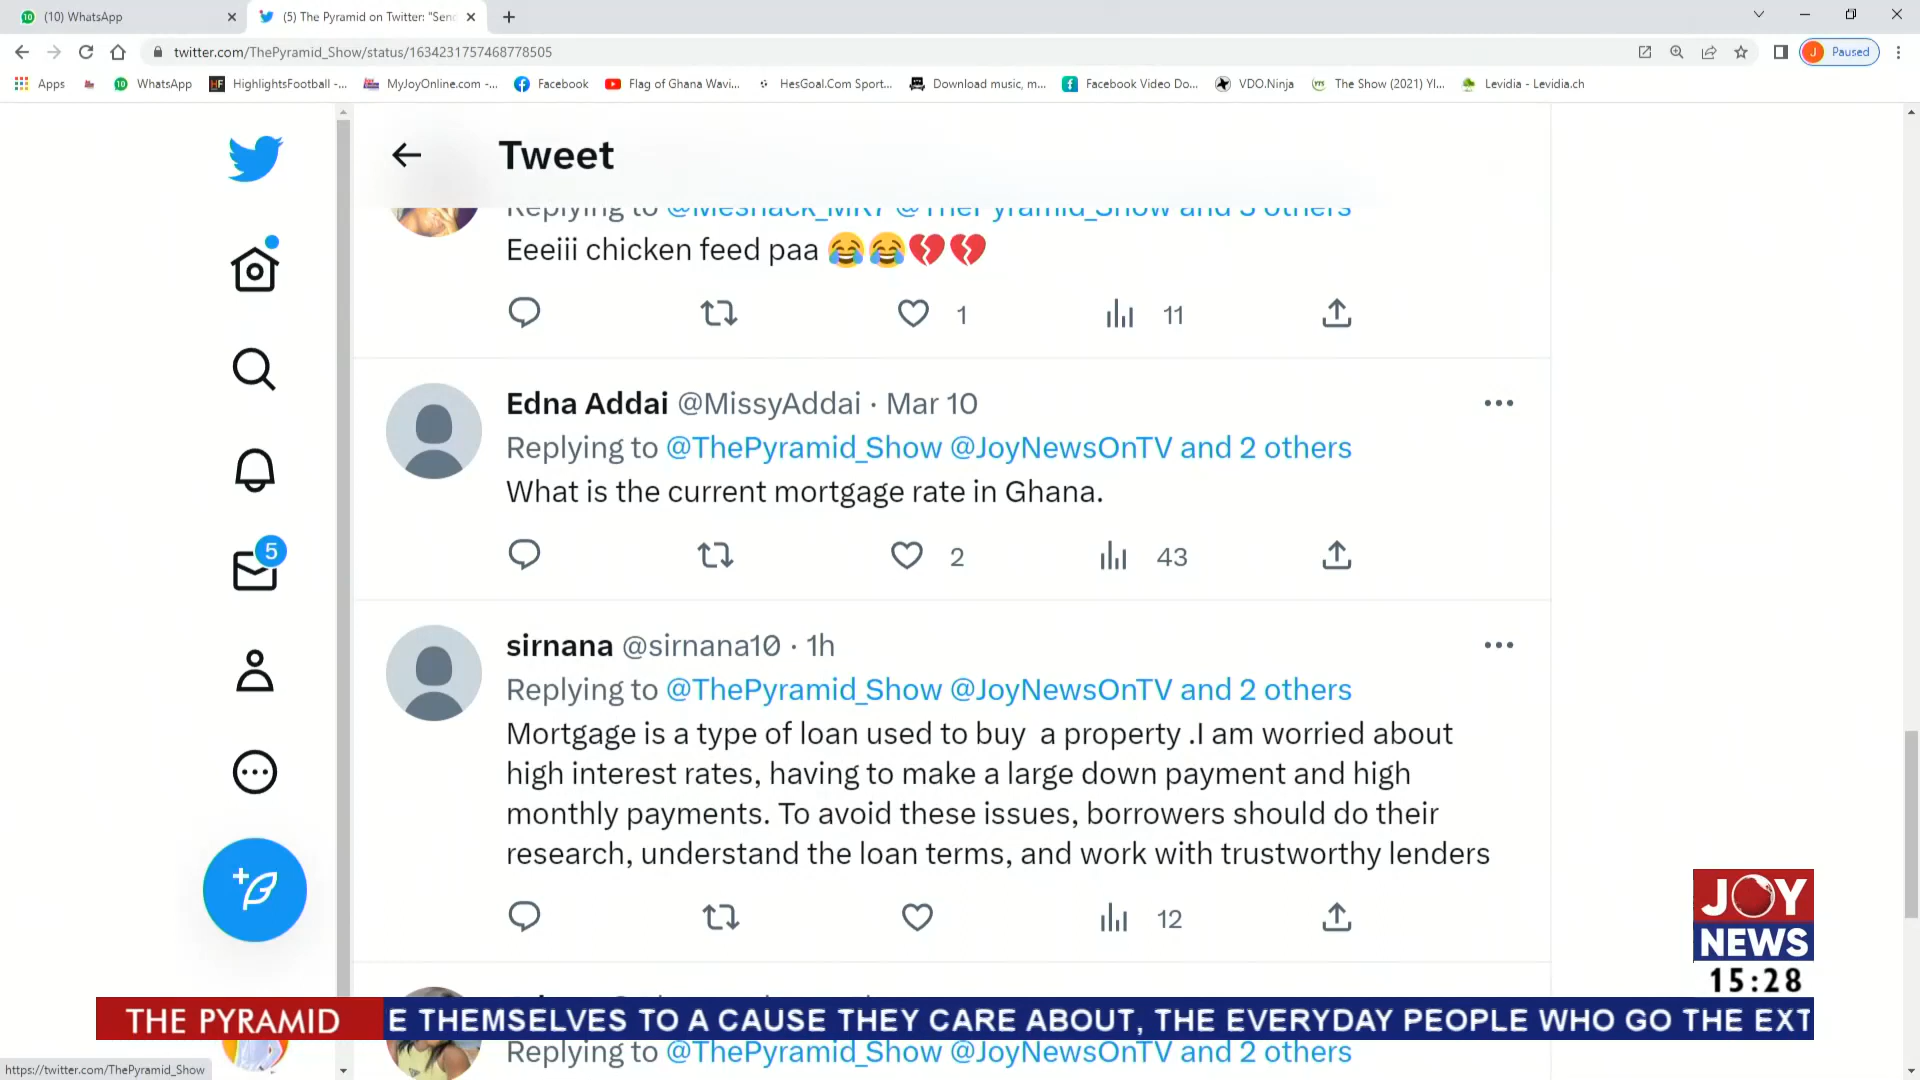 (10) WhatsApp
(5) The Pyramid on Twitter: "Sen
twitter.com/ThePyramid_Show/status/1634231757468778505
J Paused
Apps
WhatsApp
HighlightsFootball -...
MyJoyOnline.com -...
Facebook
Flag of Ghana Wavi...
HesGoal.Com Sport...
Download music, m...
Facebook Video Do...
VDO.Ninja
The Show (2021) Yl...
Levidia - Levidia.ch
Tweet
Replying to @Meshack_MK7 @ThePyramid_Show and 3 others
Eeeiii chicken feed paa 😂😂💔💔
1 11
Edna Addai @MissyAddai · Mar 10
Replying to @ThePyramid_Show @JoyNewsOnTV and 2 others
What is the current mortgage rate in Ghana.
2 43
5
sirnana @sirnana10 · 1h
Replying to @ThePyramid_Show @JoyNewsOnTV and 2 others
Mortgage is a type of loan used to buy  a property .I am worried about
high interest rates, having to make a large down payment and high
monthly payments. To avoid these issues, borrowers should do their
research, understand the loan terms, and work with trustworthy lenders
12
JOY
NEWS
15:28
THE PYRAMID
E THEMSELVES TO A CAUSE THEY CARE ABOUT, THE EVERYDAY PEOPLE WHO GO THE EXT
Replying to @ThePyramid_Show @JoyNewsOnTV and 2 others
https://twitter.com/ThePyramid_Show